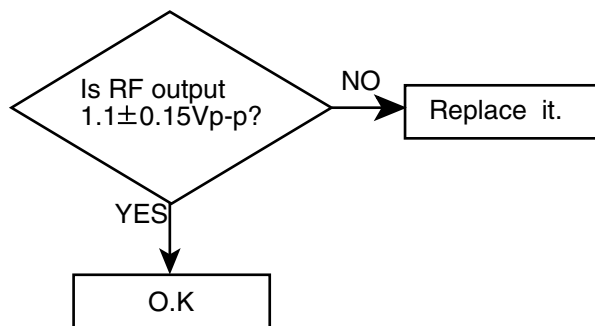 Is RF output
1.1±0.15Vp-p?
NO
Replace it.
YES
O.K